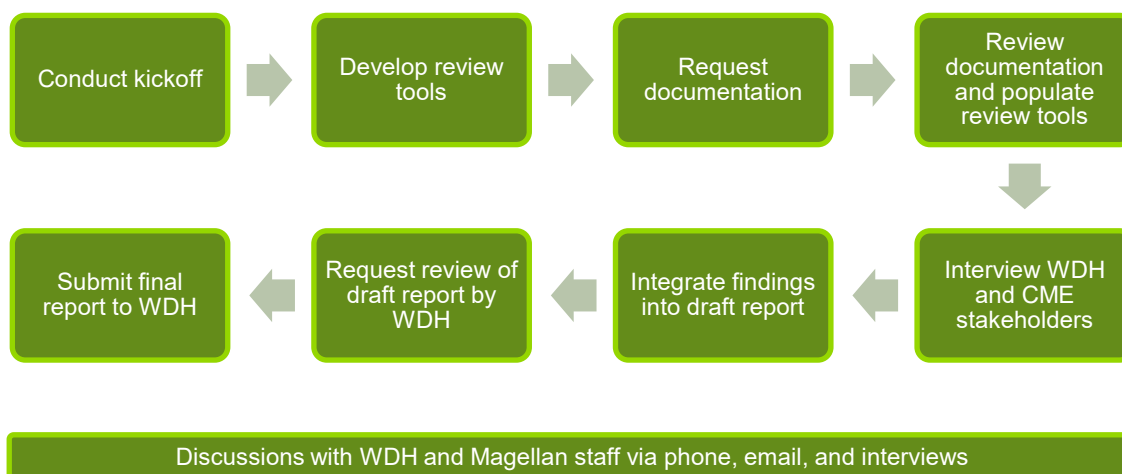 Conduct kickoff
Develop review
tools
Request
documentation
Review
documentation
and populate
review tools
Interview WDH
and CME
stakeholders
Integrate findings
into draft report
Request review of
draft report by
WDH
Submit final
report to WDH
Discussions with WDH and Magellan staff via phone, email, and interviews